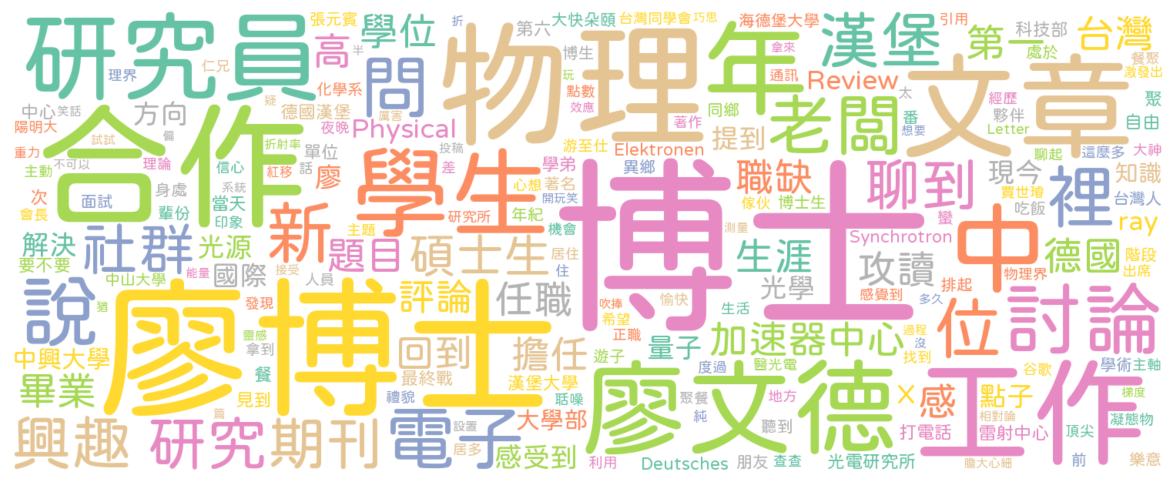 研究員
學位
張元賓
大快朵頤
台灣同學會
巧思
海德堡大學
引用
科技部
台灣
高
理界
仁兄
問
化學系
物理
第六
博生
折
半
玩
點數
效應
厲害
年
拿來
通訊
同鄉
漢堡
第一
處於
餐聚
激發出
Review
文章
中心
笑話
方向
德國漢堡
夜晚
疑
Physical
著作
提到
老闆
番
太
想要
經歷
夥伴
Letter
自由
聚
陽明大
試試
偏
合作
折射率
單位
投稿
游至仕
Elektronen
異鄉
聊起
這麼多
大神
重力
主動
不可以
理論
信心
紅移
話
廖
差
學弟
職缺
聊到
現今
知識
次
面試
身處
系統
學生
心想
著名
傢伙
博士生
賈世璿
吃飯
裡
台灣人
會長
輩份
當天
印象
新
研究所
開玩笑
年紀
機會
測量
蠻
Synchrotron
ray
解決
社群
光源
題目
主題
碩士生
居住
住
博士
生涯
攻讀
排起
中
物理界
德國
階段
出席
要不要
中山大學
國際
能量
接受
人員
評論
任職
吹捧
希望
愉快
光學
感覺到
多久
說
猶
廖博士
發現
靈感
拿到
正職
生活
量子
加速器中心
過程
沒
找到
位
討論
中興大學
餐
見到
回到
最終戰
擔任
遊子
度過
醫光電
谷歌
學術
主軸
畢業
禮貌
漢堡大學
聒噪
聚餐
純
地方
廖文德
X
感
點子
工作
梯度
興趣
研究
期刊
篇
電子
設置
居多
大學部
感受到
聽到
打電話
相對論
雷射中心
頂尖
凝態物
利用
Deutsches
朋友
查查
光電研究所
膽大心細
前
樂意